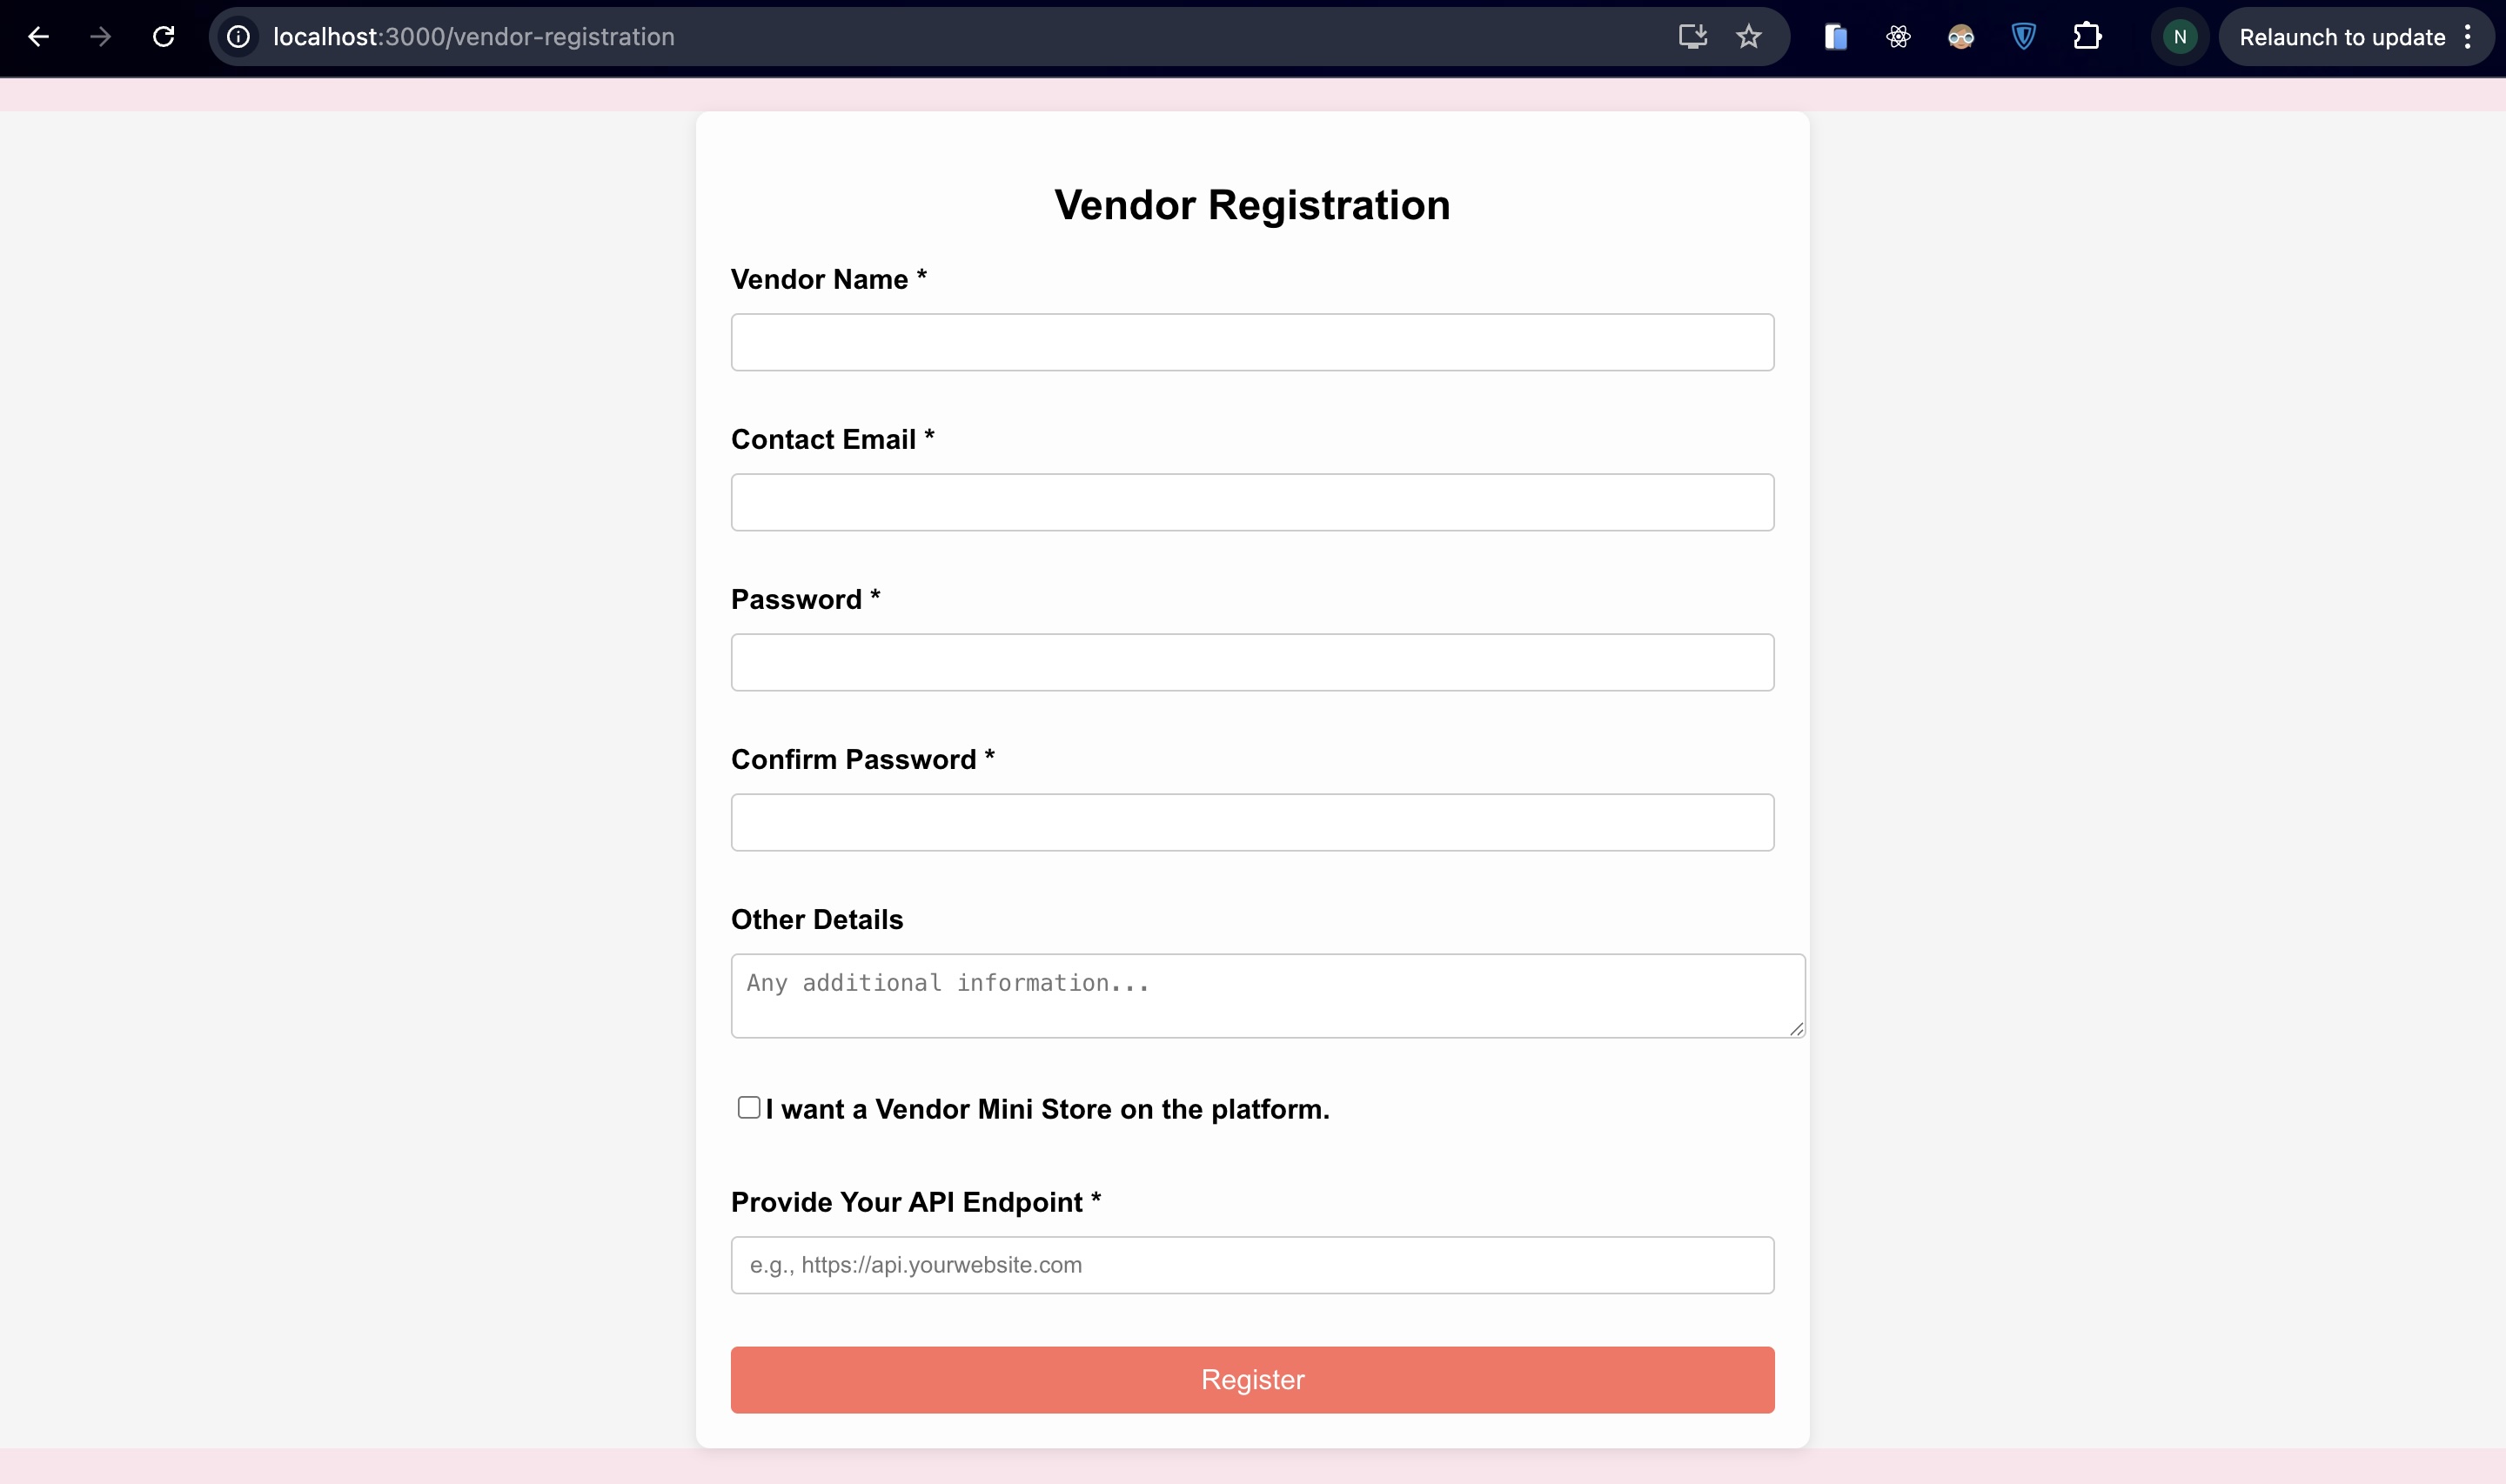 localhost:3000/vendor-registration
N
Relaunch to update
Vendor Registration
Vendor Name *
Contact Email *
Password *
Confirm Password *
Other Details
Any additional information...
I want a Vendor Mini Store on the platform.
Provide Your API Endpoint *
e.g., https://api.yourwebsite.com
Register